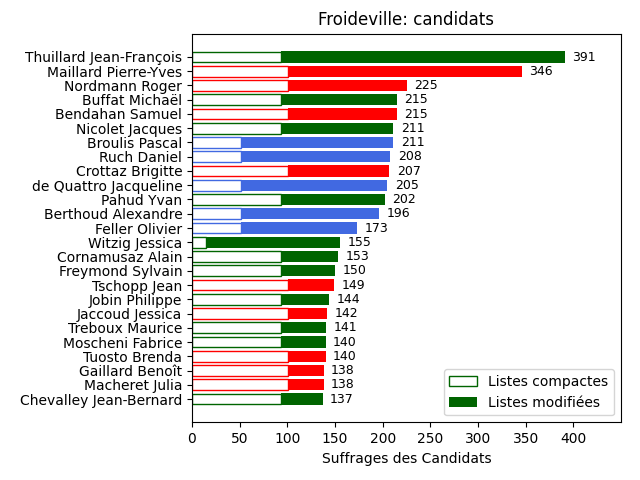 Froideville: candidats
Thuillard Jean-François 391
Maillard Pierre-Yves 346
Nordmann Roger 225
Buffat Michaël 215
Bendahan Samuel 215
Nicolet Jacques 211
Broulis Pascal 211
Ruch Daniel 208
Crottaz Brigitte 207
de Quattro Jacqueline 205
Pahud Yvan 202
Berthoud Alexandre 196
Feller Olivier 173
Witzig Jessica 155
Cornamusaz Alain 153
Freymond Sylvain 150
Tschopp Jean 149
Jobin Philippe 144
Jaccoud Jessica 142
Treboux Maurice 141
Moscheni Fabrice 140
Tuosto Brenda 140
Gaillard Benoît 138
Macheret Julia 138
Chevalley Jean-Bernard 137
Listes compactes
Listes modifiées
0 50 100 150 200 250 300 350 400
Suffrages des Candidats